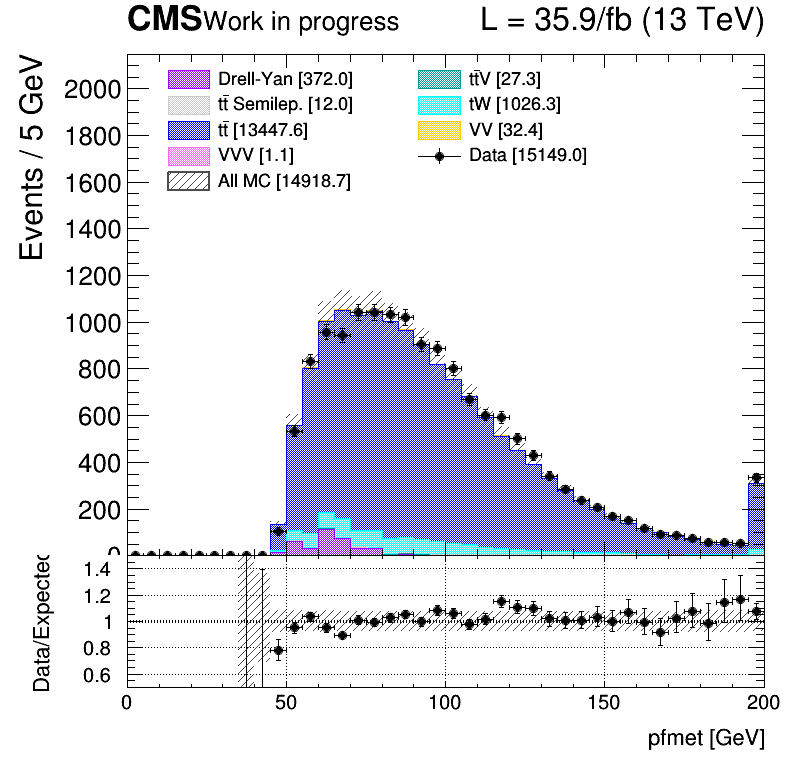 CMS Work in progress L = 35.9/fb (13 TeV)
Events / 5 GeV
2000
1800
1600
1400
1200
1000
800
600
400
200
0
Drell-Yan [372.0]
tt̄ Semilep. [12.0]
tt̄ [13447.6]
VVV [1.1]
All MC [14918.7]
tt̄V [27.3]
tW [1026.3]
VV [32.4]
Data [15149.0]
Data/Expected
1.4
1.2
1
0.8
0.6
0 50 100 150 200
pfmet [GeV]